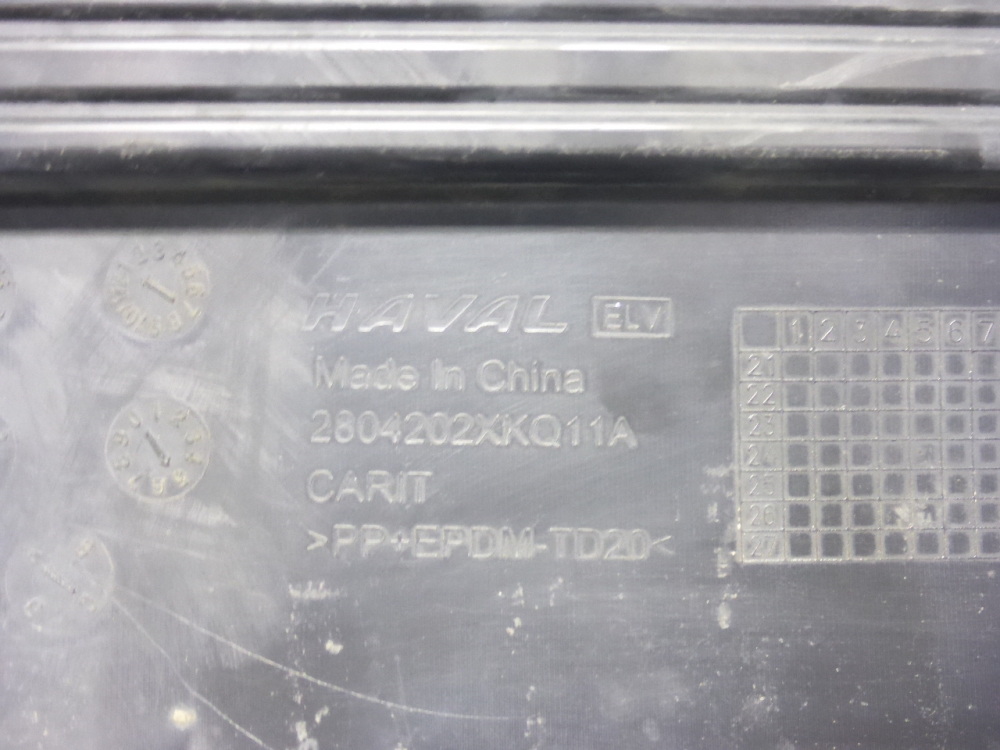 HAVAL ELV
Made In China
2804202XKQ11A
CARIT
>PP+EPDM-TD20<
1 2 3 4 5 6 7
21
22
23
24
25
26
27